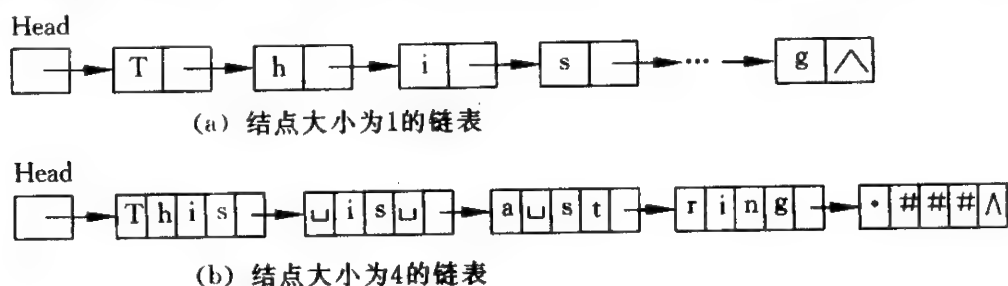 Head
T h i s ··· g ∧
(a) 结点大小为1的链表
Head
T h i s ␣ i s ␣ a ␣ s t r i n g · # # # ∧
(b) 结点大小为4的链表